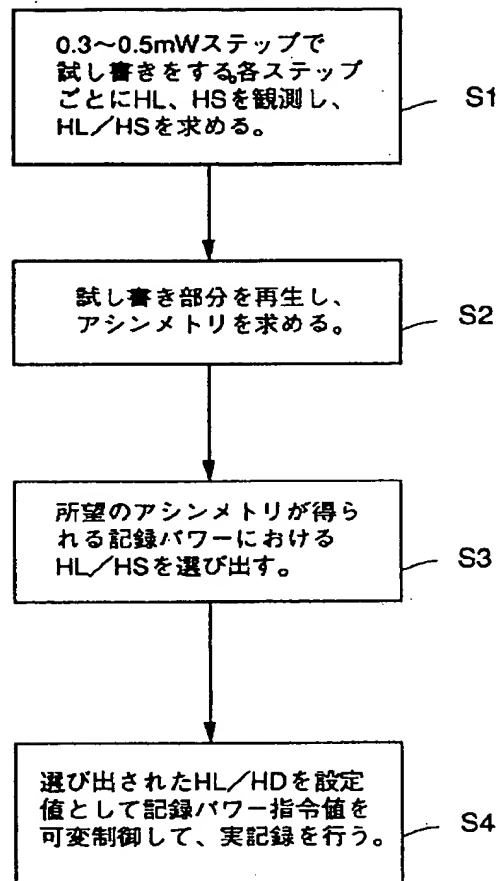 0.3~0.5mWステップで
試し書きをする。各ステップ
ごとにHL、HSを観測し、
HL/HSを求める。
S1
試し書き部分を再生し、
アシンメトリを求める。
S2
所望のアシンメトリが得ら
れる記録パワーにおける
HL/HSを選び出す。
S3
選び出されたHL/HDを設定
値として記録パワー指令値を
可変制御して、実記録を行う。
S4